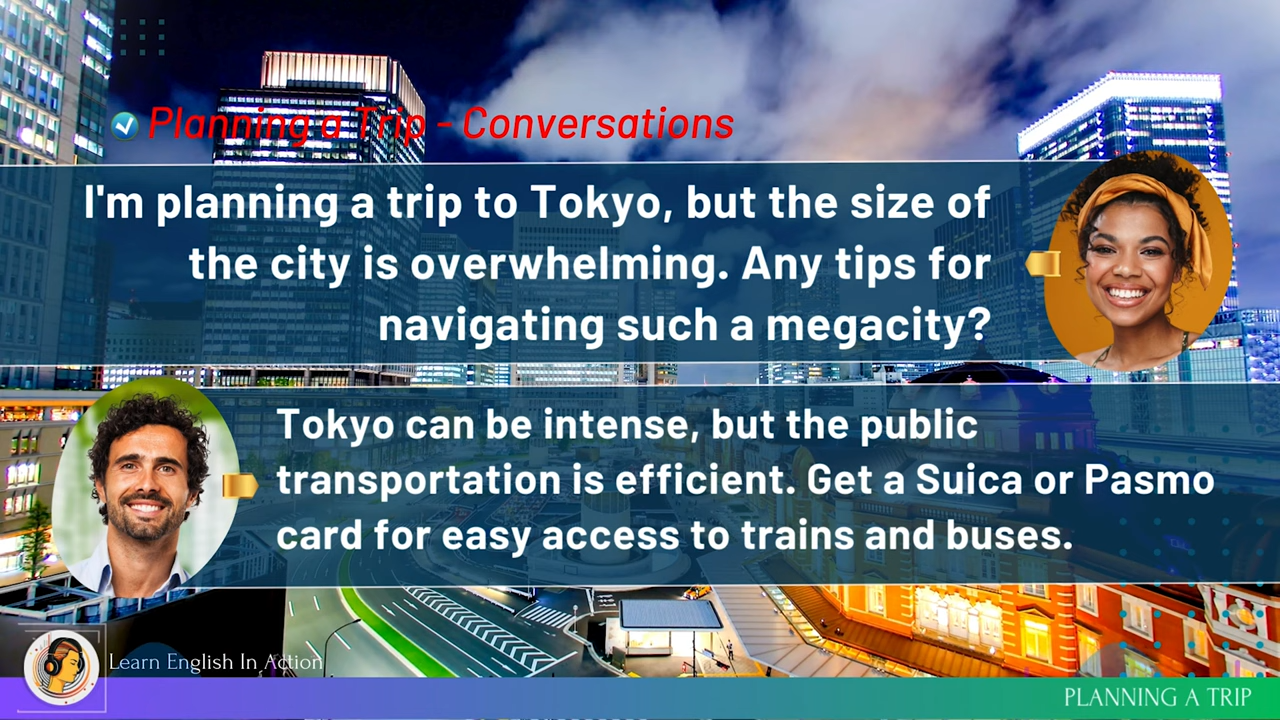 Planning a Trip - Conversations
I'm planning a trip to Tokyo, but the size of
the city is overwhelming. Any tips for
navigating such a megacity?
Tokyo can be intense, but the public
transportation is efficient. Get a Suica or Pasmo
card for easy access to trains and buses.
Learn English In Action
PLANNING A TRIP